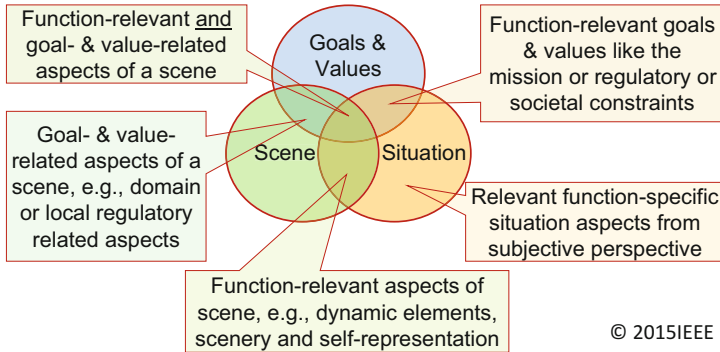 Function-relevant and
goal- & value-related
aspects of a scene
Goals &
Values
Function-relevant goals
& values like the
mission or regulatory or
societal constraints
Goal- & value-
related aspects of a
scene, e.g., domain
or local regulatory
related aspects
Scene
Situation
Relevant function-specific
situation aspects from
subjective perspective
Function-relevant aspects of
scene, e.g., dynamic elements,
scenery and self-representation
© 2015IEEE